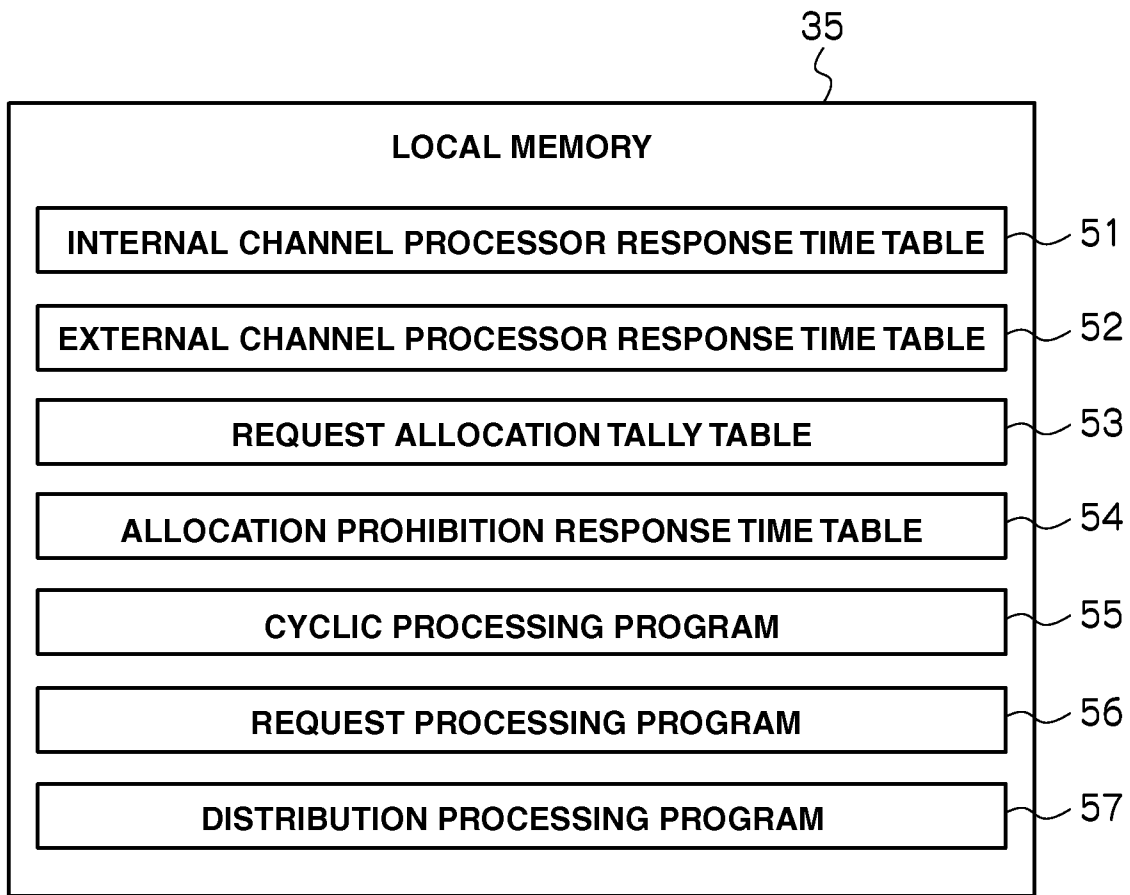 35
LOCAL MEMORY
INTERNAL CHANNEL PROCESSOR RESPONSE TIME TABLE 51
EXTERNAL CHANNEL PROCESSOR RESPONSE TIME TABLE 52
REQUEST ALLOCATION TALLY TABLE 53
ALLOCATION PROHIBITION RESPONSE TIME TABLE 54
CYCLIC PROCESSING PROGRAM 55
REQUEST PROCESSING PROGRAM 56
DISTRIBUTION PROCESSING PROGRAM 57